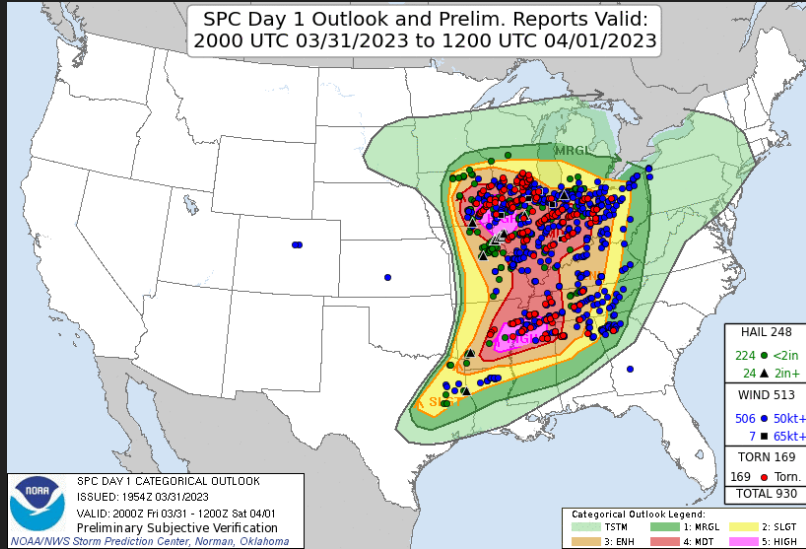 SPC Day 1 Outlook and Prelim. Reports Valid:
2000 UTC 03/31/2023 to 1200 UTC 04/01/2023
MRGL
HAIL 248
224 <2in
24 2in+
WIND 513
506 50kt+
7 65kt+
TORN 169
169 Torn.
TOTAL 930
NOAA
SPC DAY 1 CATEGORICAL OUTLOOK
ISSUED: 1954Z 03/31/2023
VALID: 2000Z Fri 03/31 - 1200Z Sat 04/01
Preliminary Subjective Verification
NOAA/NWS Storm Prediction Center, Norman, Oklahoma
Categorical Outlook Legend:
TSTM 1: MRGL 2: SLGT
3: ENH 4: MDT 5: HIGH